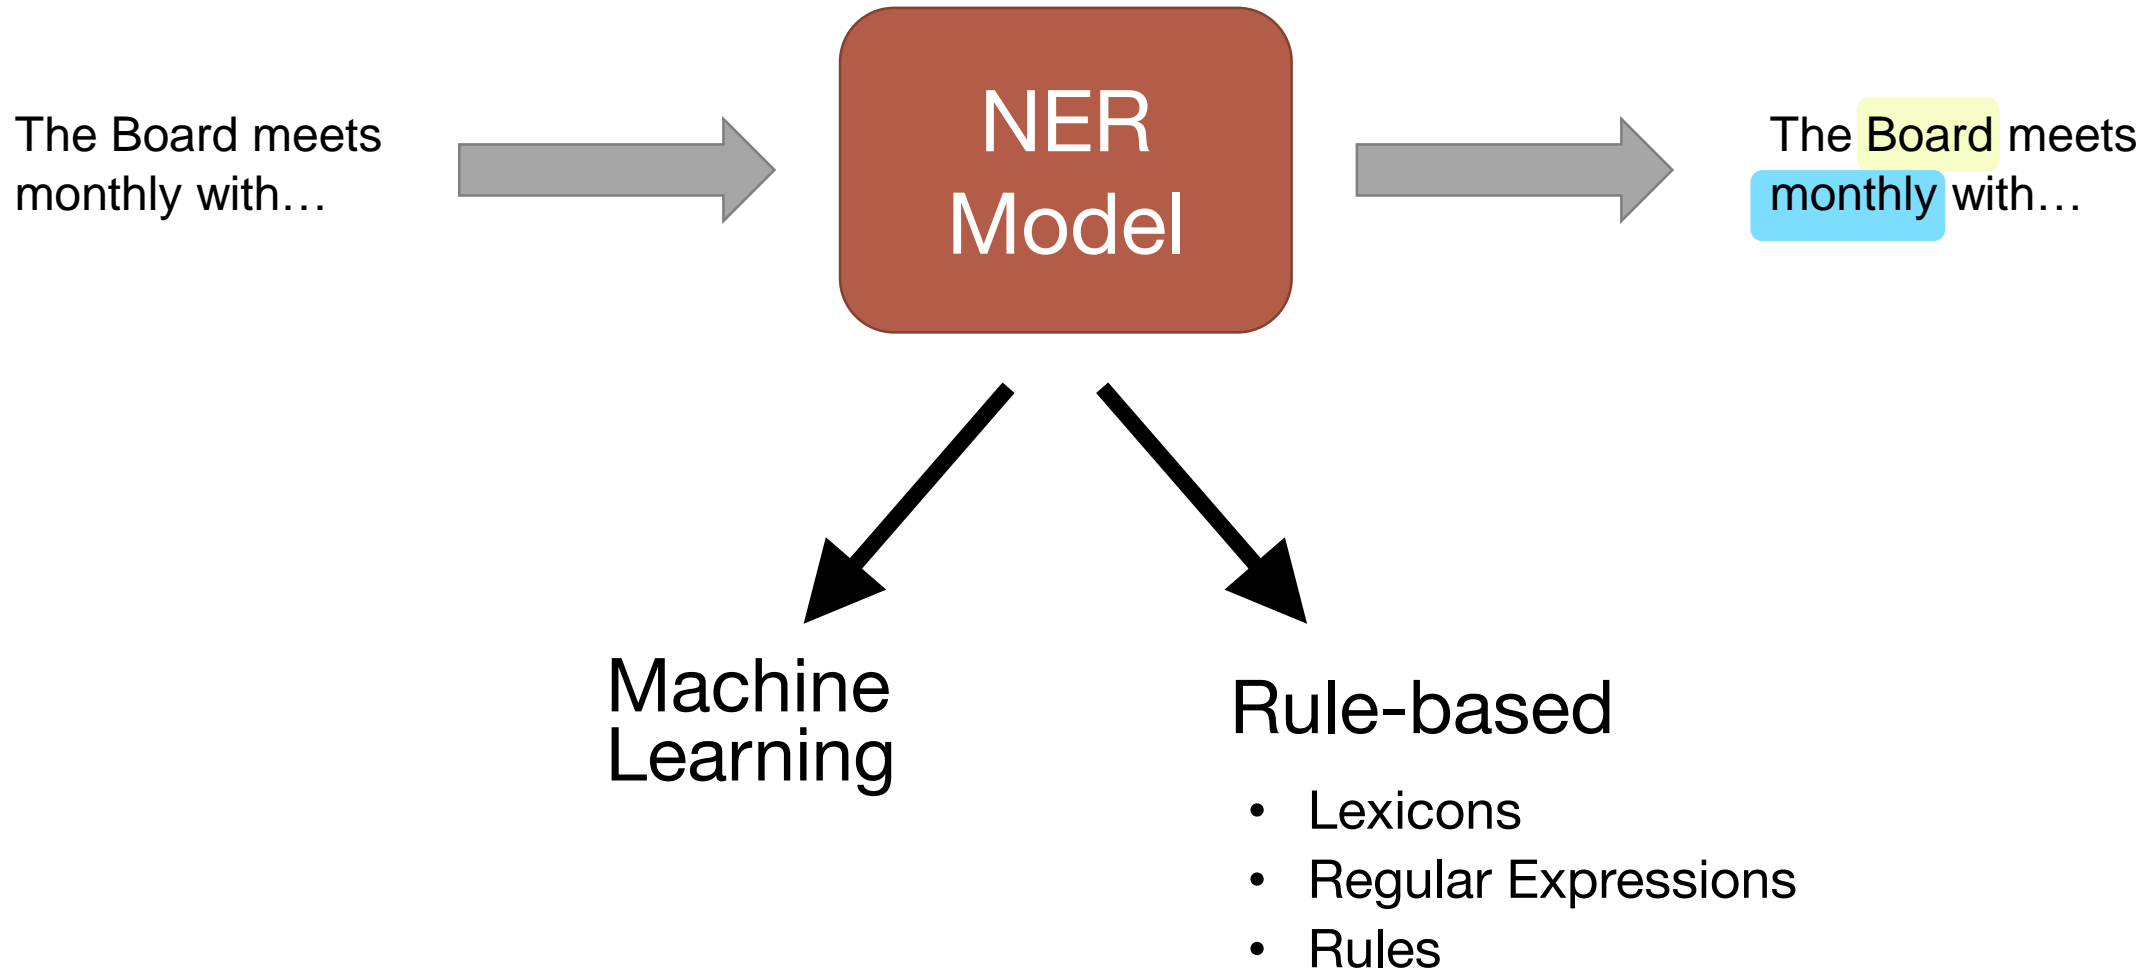 The Board meets
monthly with…
NER
Model
The Board meets
monthly with…
Machine
Learning
Rule-based
• Lexicons
• Regular Expressions
• Rules